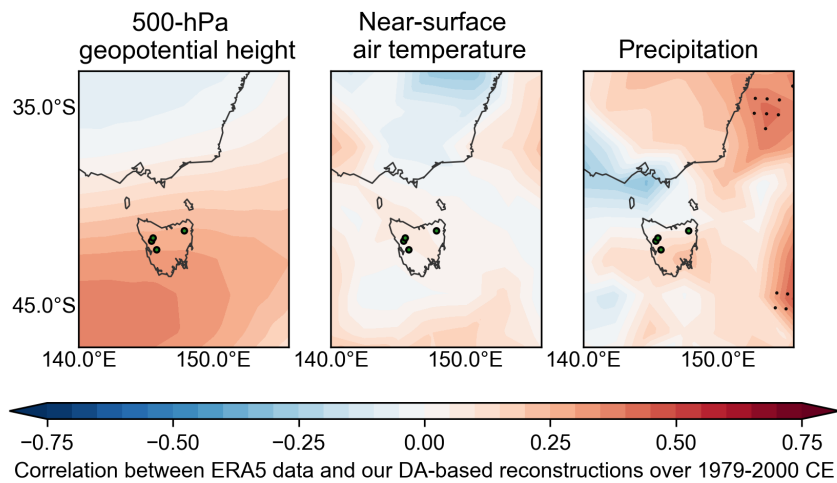 500-hPa
geopotential height
Near-surface
air temperature
Precipitation
35.0°S
45.0°S
140.0°E 150.0°E 140.0°E 150.0°E 140.0°E 150.0°E
−0.75 −0.50 −0.25 0.00 0.25 0.50 0.75
Correlation between ERA5 data and our DA-based reconstructions over 1979-2000 CE